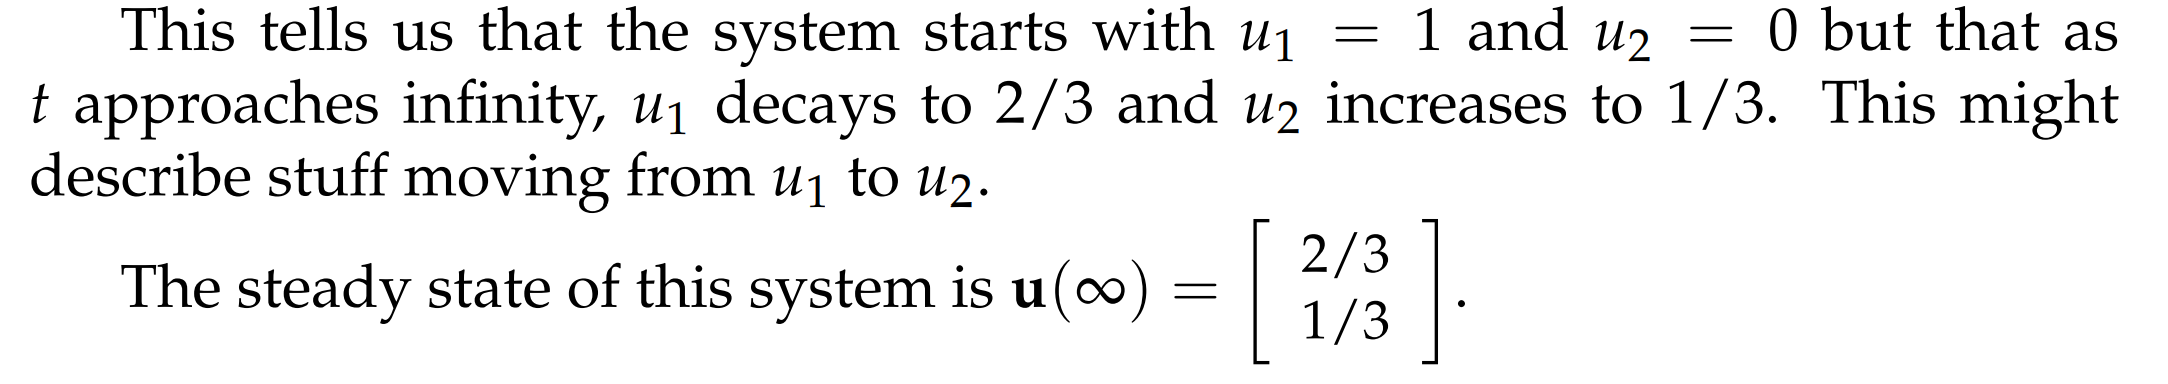 This tells us that the system starts with u₁ = 1 and u₂ = 0 but that as
t approaches infinity, u₁ decays to 2/3 and u₂ increases to 1/3. This might
describe stuff moving from u₁ to u₂.
The steady state of this system is u(∞) = [ 2/3
1/3 ].